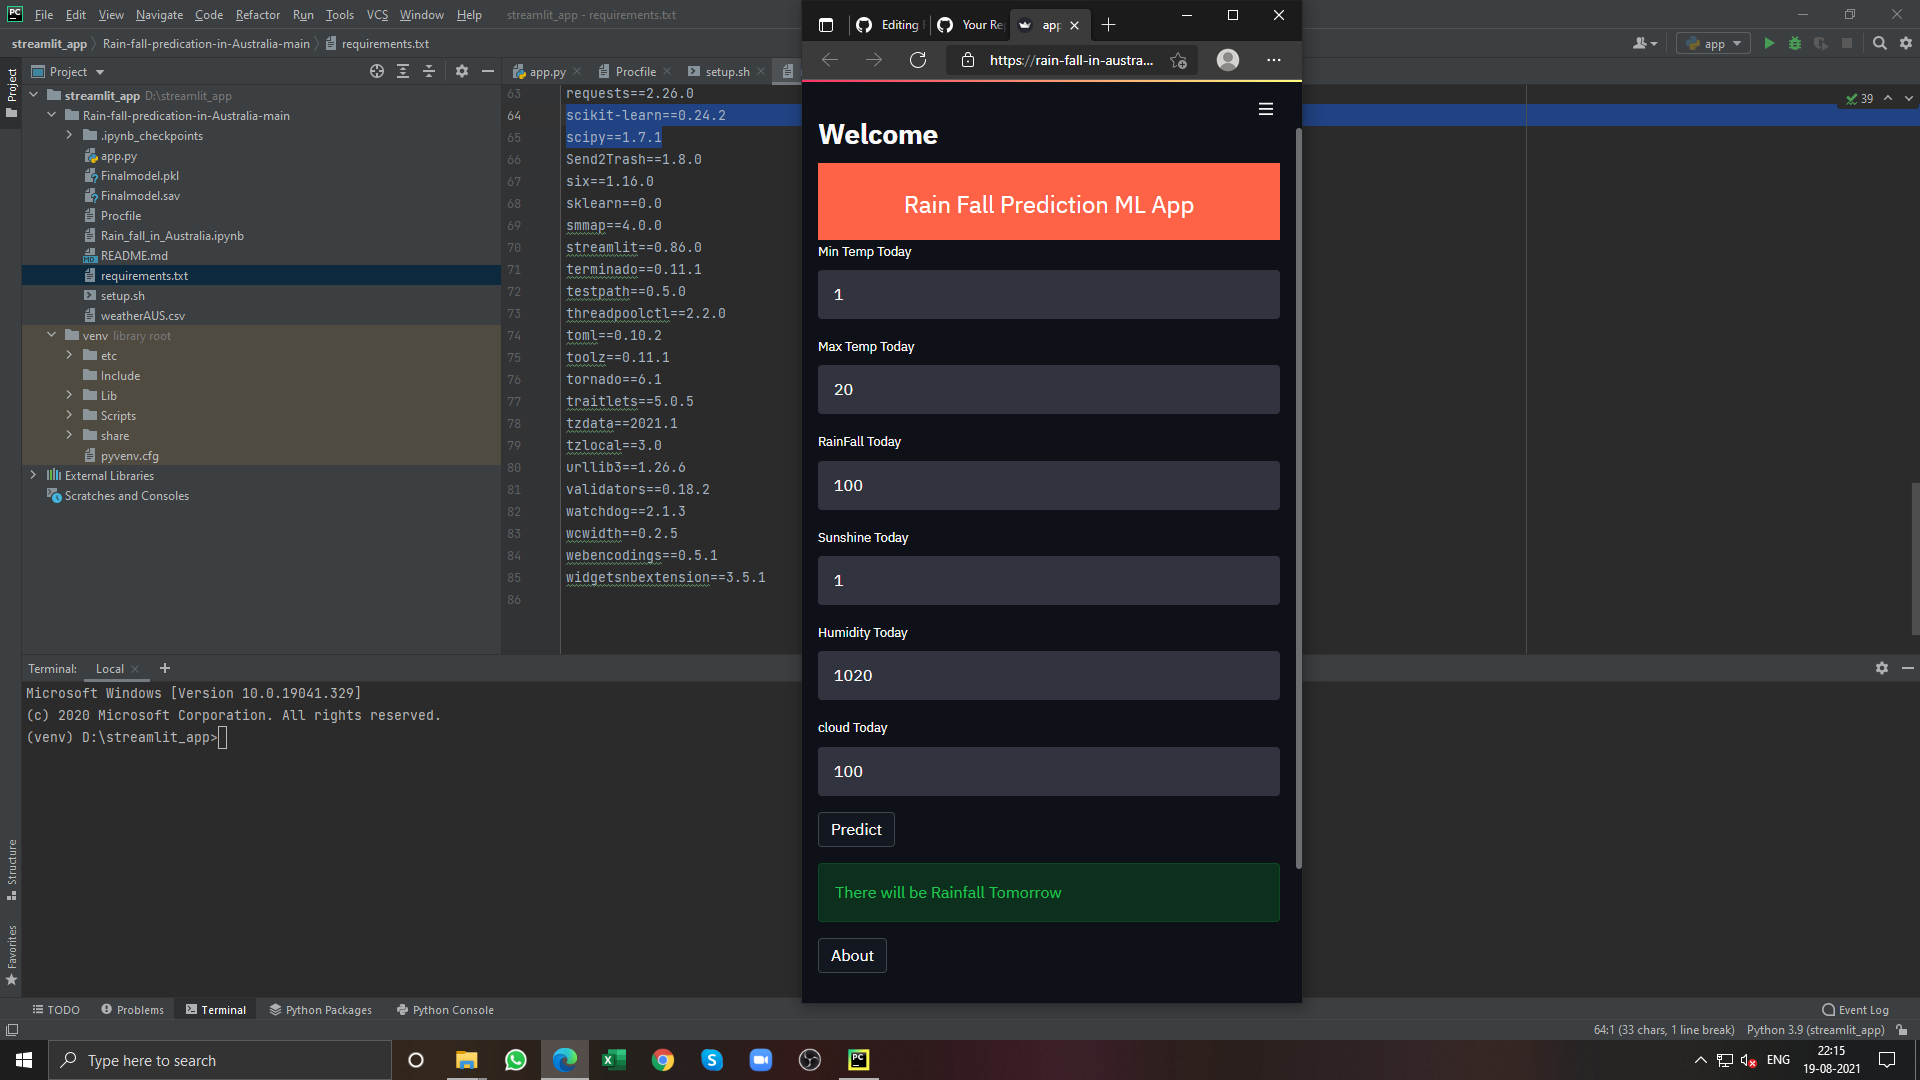 PC File Edit View Navigate Code Refactor Run Tools VCS Window Help streamlit_app - requirements.txt
streamlit_app Rain-fall-predication-in-Australia-main requirements.txt
app
Project
app.py Procfile setup.sh
streamlit_app D:\streamlit_app
Rain-fall-predication-in-Australia-main
.ipynb_checkpoints
app.py
Finalmodel.pkl
Finalmodel.sav
Procfile
Rain_fall_in_Australia.ipynb
README.md
requirements.txt
setup.sh
weatherAUS.csv
venv library root
etc
Include
Lib
Scripts
share
pyvenv.cfg
External Libraries
Scratches and Consoles
Project
Structure
Favorites
63 requests==2.26.0
64 scikit-learn==0.24.2
65 scipy==1.7.1
66 Send2Trash==1.8.0
67 six==1.16.0
68 sklearn==0.0
69 smmap==4.0.0
70 streamlit==0.86.0
71 terminado==0.11.1
72 testpath==0.5.0
73 threadpoolctl==2.2.0
74 toml==0.10.2
75 toolz==0.11.1
76 tornado==6.1
77 traitlets==5.0.5
78 tzdata==2021.1
79 tzlocal==3.0
80 urllib3==1.26.6
81 validators==0.18.2
82 watchdog==2.1.3
83 wcwidth==0.2.5
84 webencodings==0.5.1
85 widgetsnbextension==3.5.1
86
39
Editing Your Re app
https://rain-fall-in-austra...
Welcome
Rain Fall Prediction ML App
Min Temp Today
1
Max Temp Today
20
RainFall Today
100
Sunshine Today
1
Humidity Today
1020
cloud Today
100
Predict
There will be Rainfall Tomorrow
About
Terminal: Local
Microsoft Windows [Version 10.0.19041.329]
(c) 2020 Microsoft Corporation. All rights reserved.
(venv) D:\streamlit_app>
TODO Problems Terminal Python Packages Python Console Event Log
64:1 (33 chars, 1 line break) Python 3.9 (streamlit_app)
Type here to search
ENG
22:15
19-08-2021